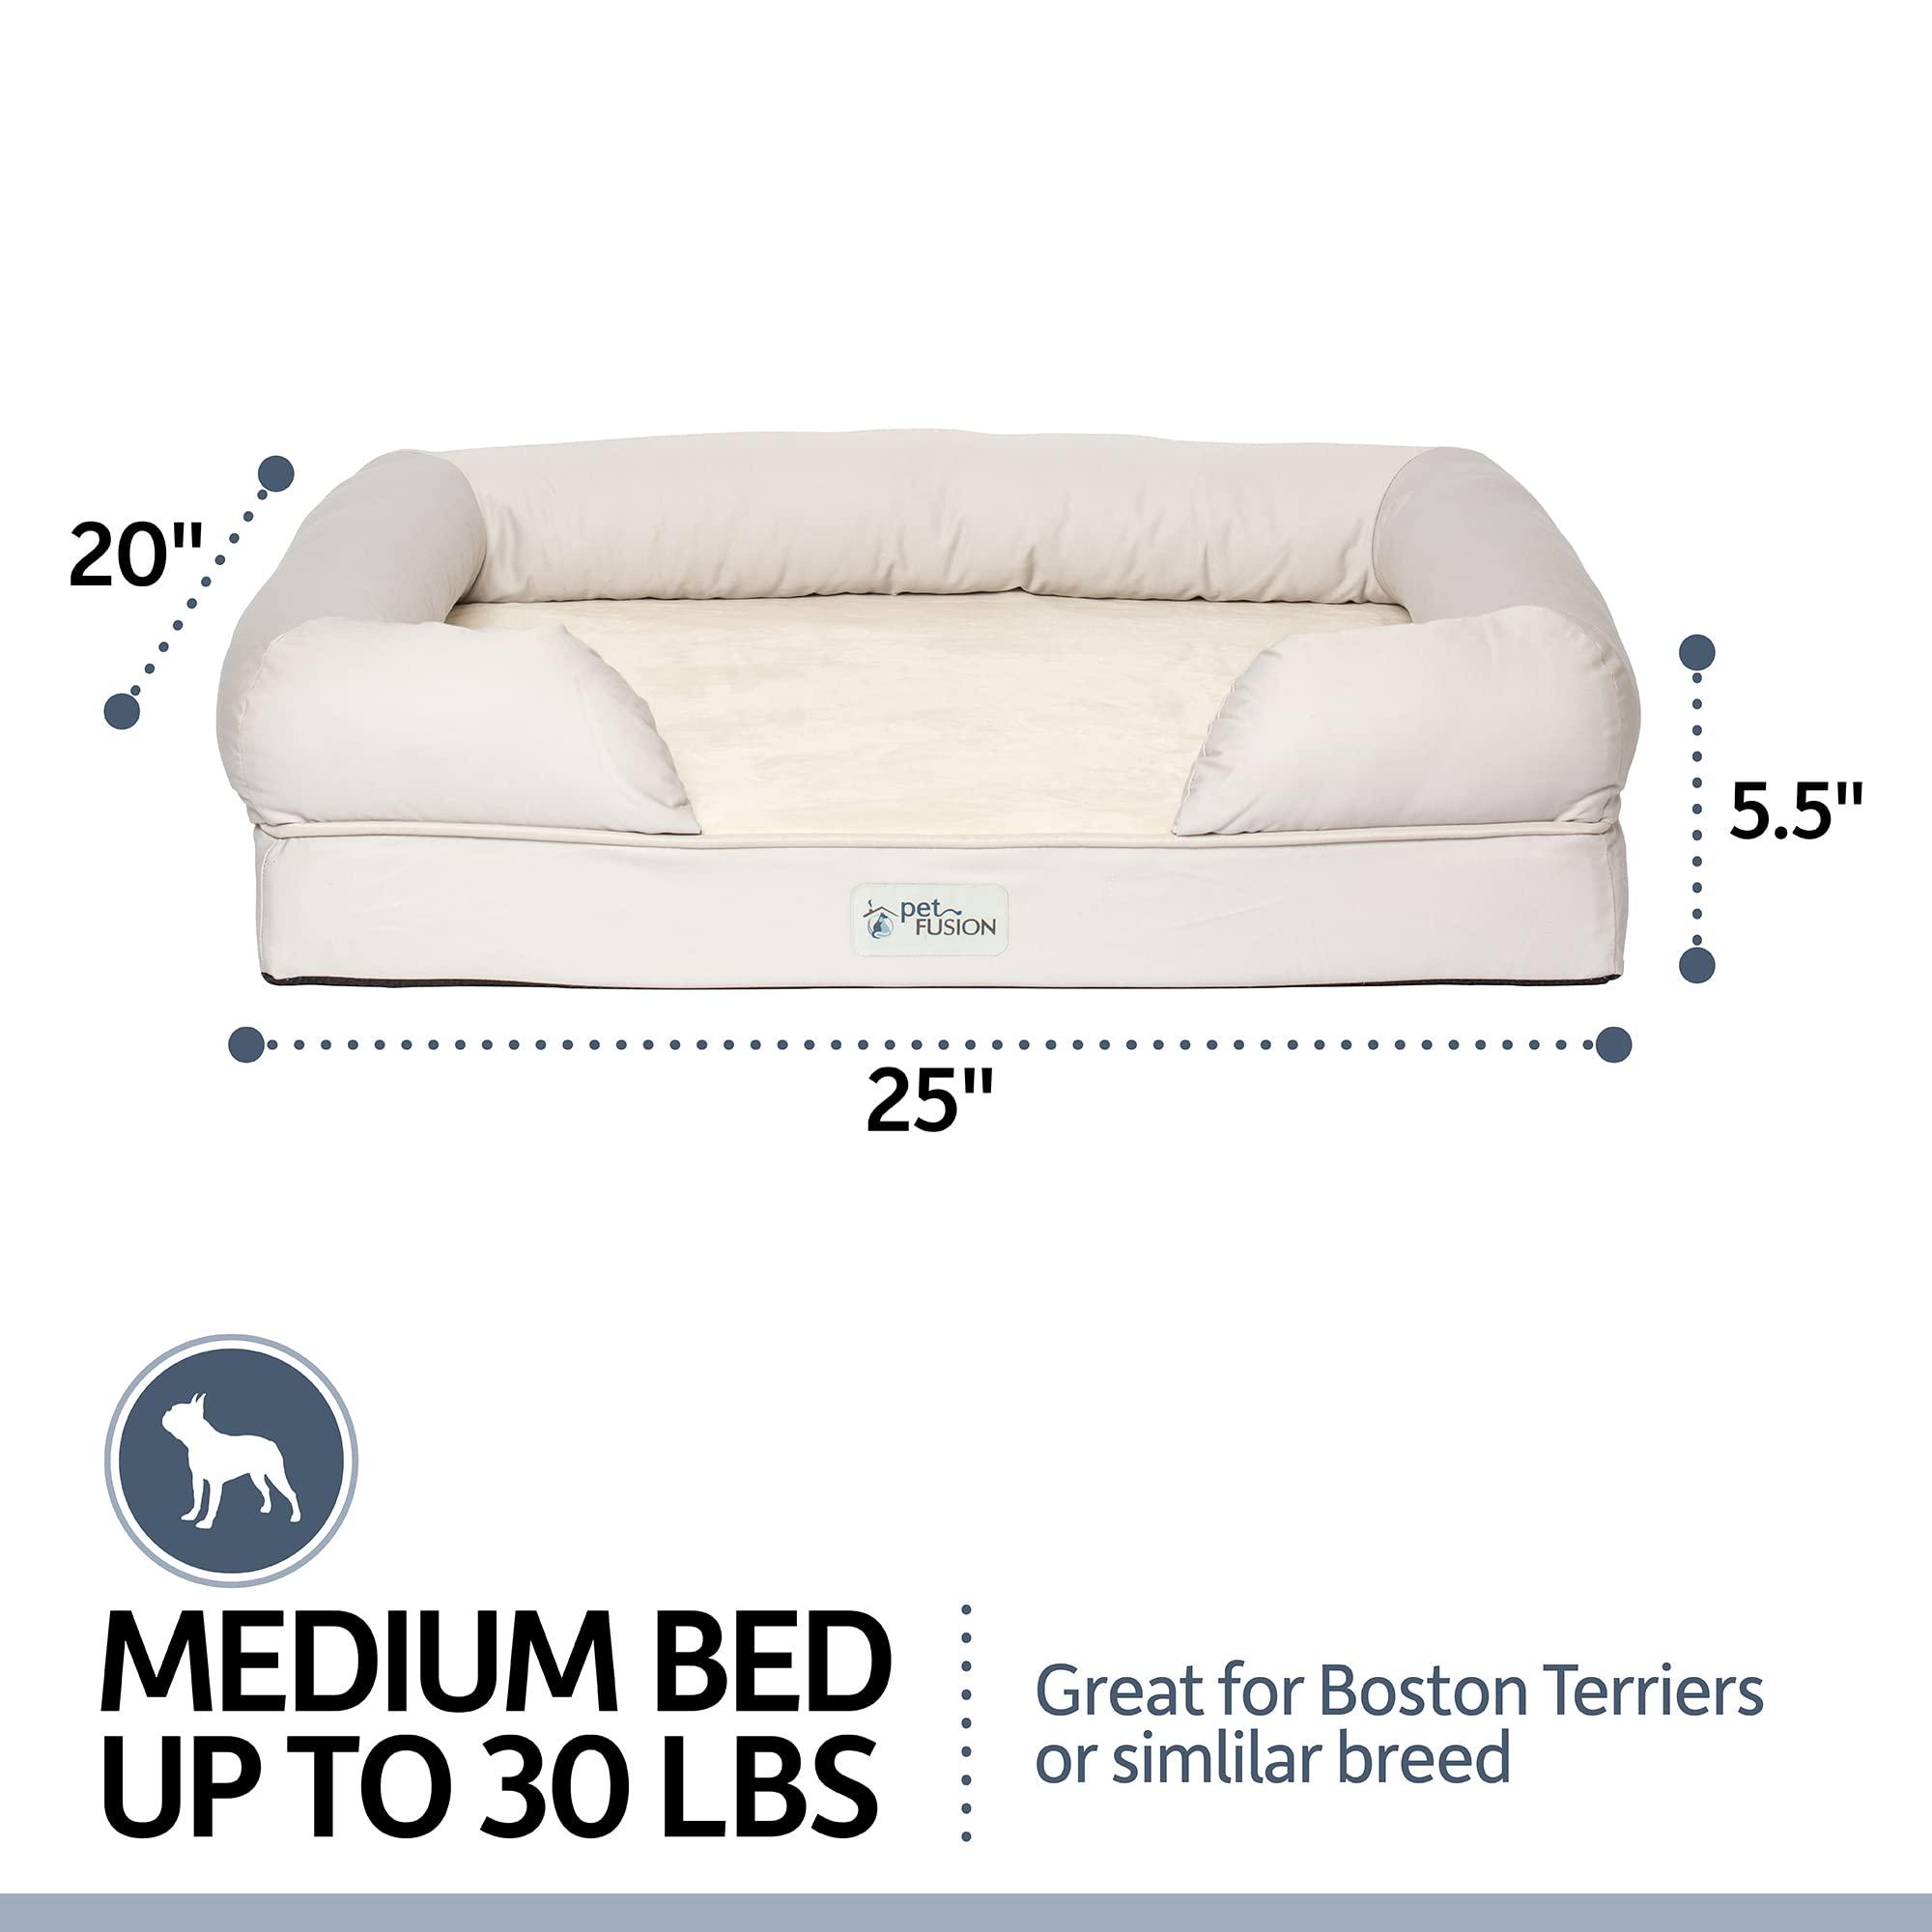 20"
5.5"
pet
FUSION
25"
MEDIUM BED
UP TO 30 LBS
Great for Boston Terriers
or simlilar breed